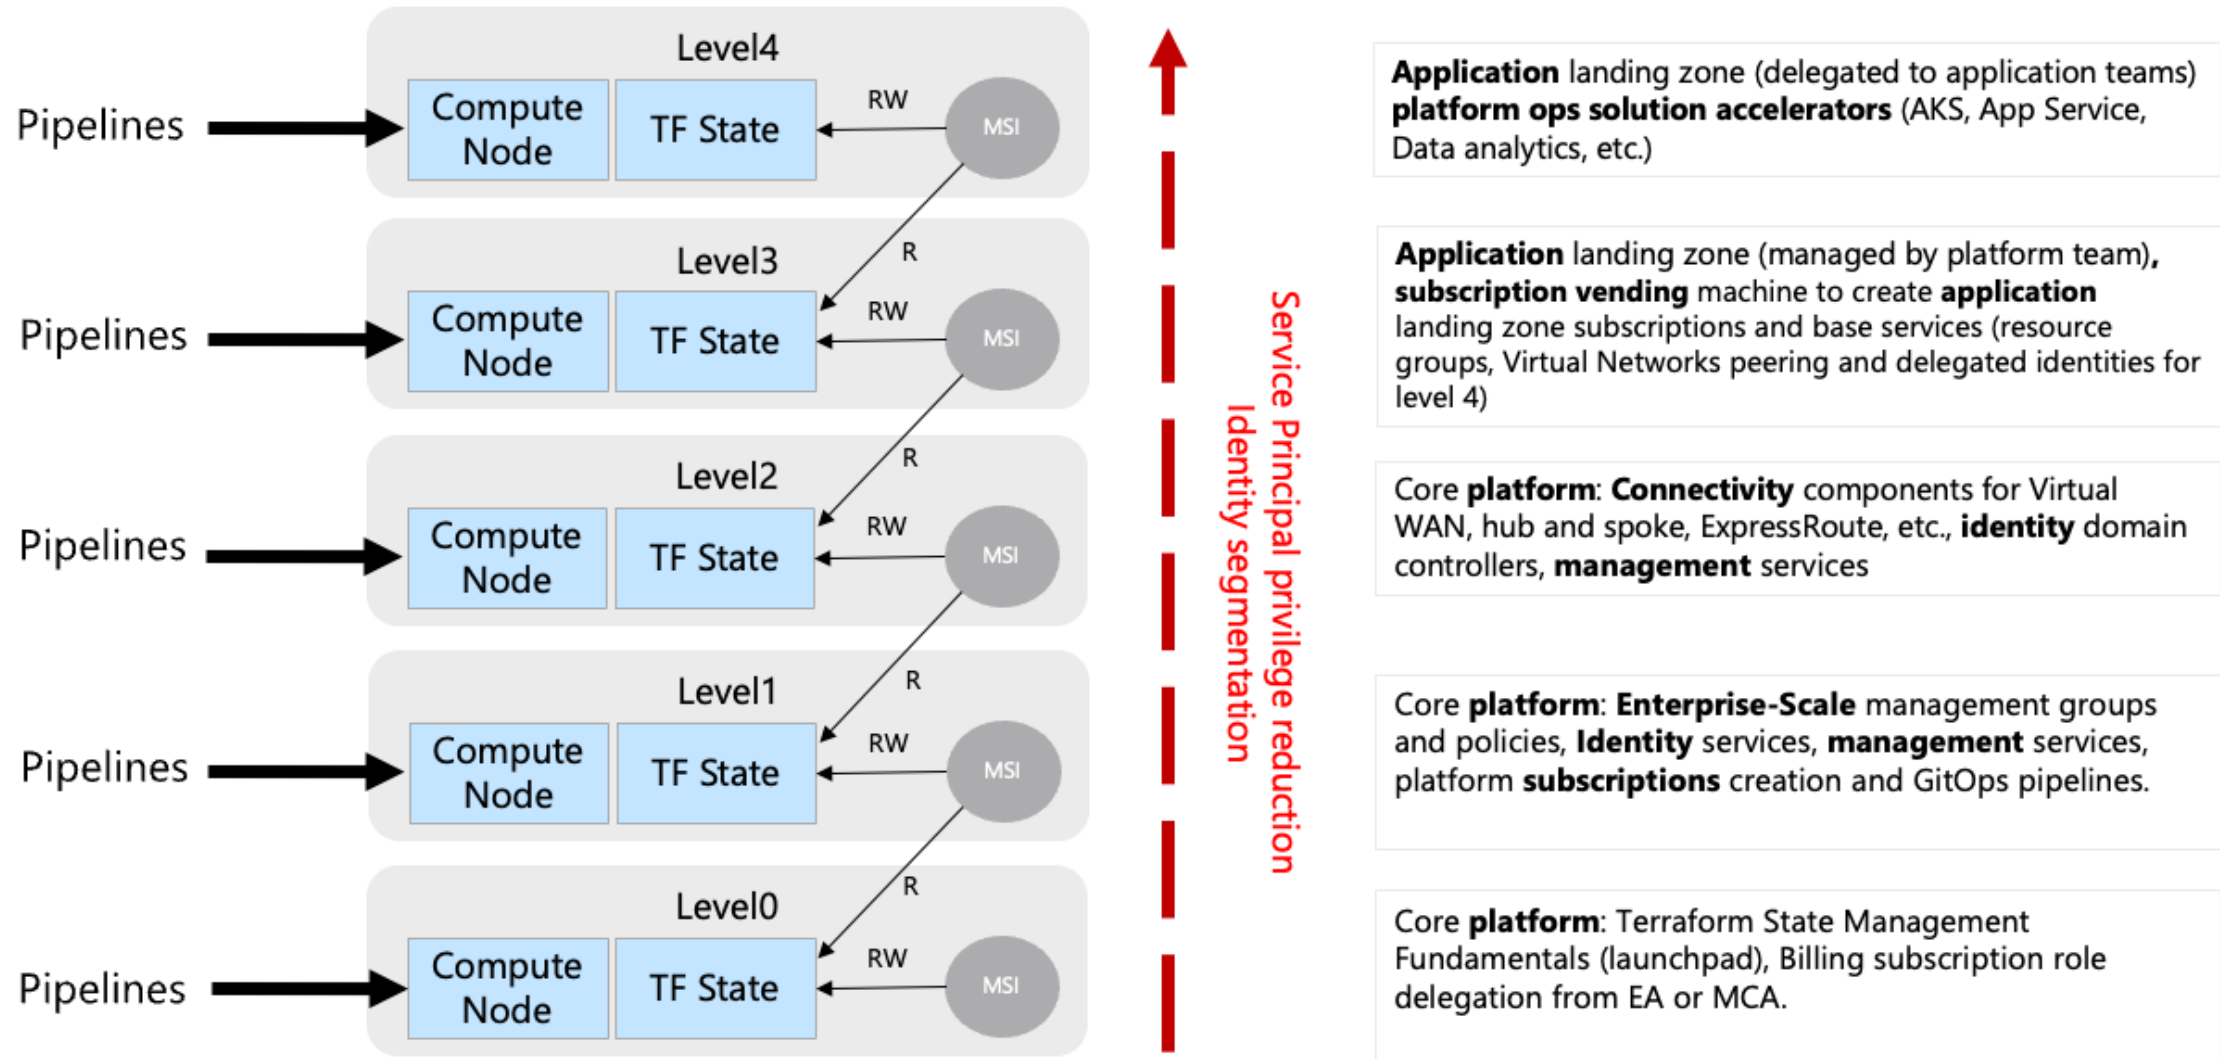 Level4
Pipelines
Compute
Node
TF State
RW
MSI
R
Application landing zone (delegated to application teams)
platform ops solution accelerators (AKS, App Service,
Data analytics, etc.)
Level3
Pipelines
Compute
Node
TF State
RW
MSI
R
Application landing zone (managed by platform team),
subscription vending machine to create application
landing zone subscriptions and base services (resource
groups, Virtual Networks peering and delegated identities for
level 4)
Level2
Pipelines
Compute
Node
TF State
RW
MSI
R
Core platform: Connectivity components for Virtual
WAN, hub and spoke, ExpressRoute, etc., identity domain
controllers, management services
Level1
Pipelines
Compute
Node
TF State
RW
MSI
R
Core platform: Enterprise-Scale management groups
and policies, Identity services, management services,
platform subscriptions creation and GitOps pipelines.
Level0
Pipelines
Compute
Node
TF State
RW
MSI
Core platform: Terraform State Management
Fundamentals (launchpad), Billing subscription role
delegation from EA or MCA.
Service Principal privilege reduction
Identity segmentation